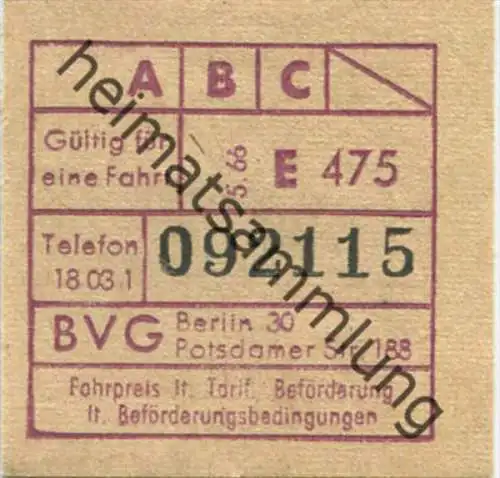 A B C
Gültig für
eine Fahrt
5.66
E 475
Telefon
18 03 1
092115
BVG
Berlin 30
Potsdamer Str. 188
Fahrpreis lt. Tarif, Beförderung
lt. Beförderungsbedingungen
heimatsammlung